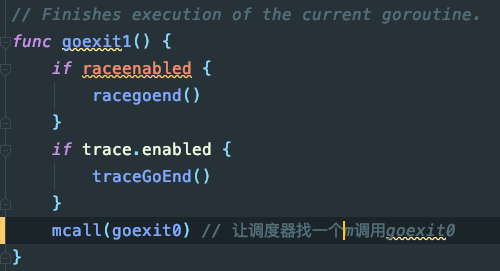 // Finishes execution of the current goroutine.
func goexit1() {
    if raceenabled {
        racegoend()
    }
    if trace.enabled {
        traceGoEnd()
    }
    mcall(goexit0) // 让调度器找一个m调用goexit0
}